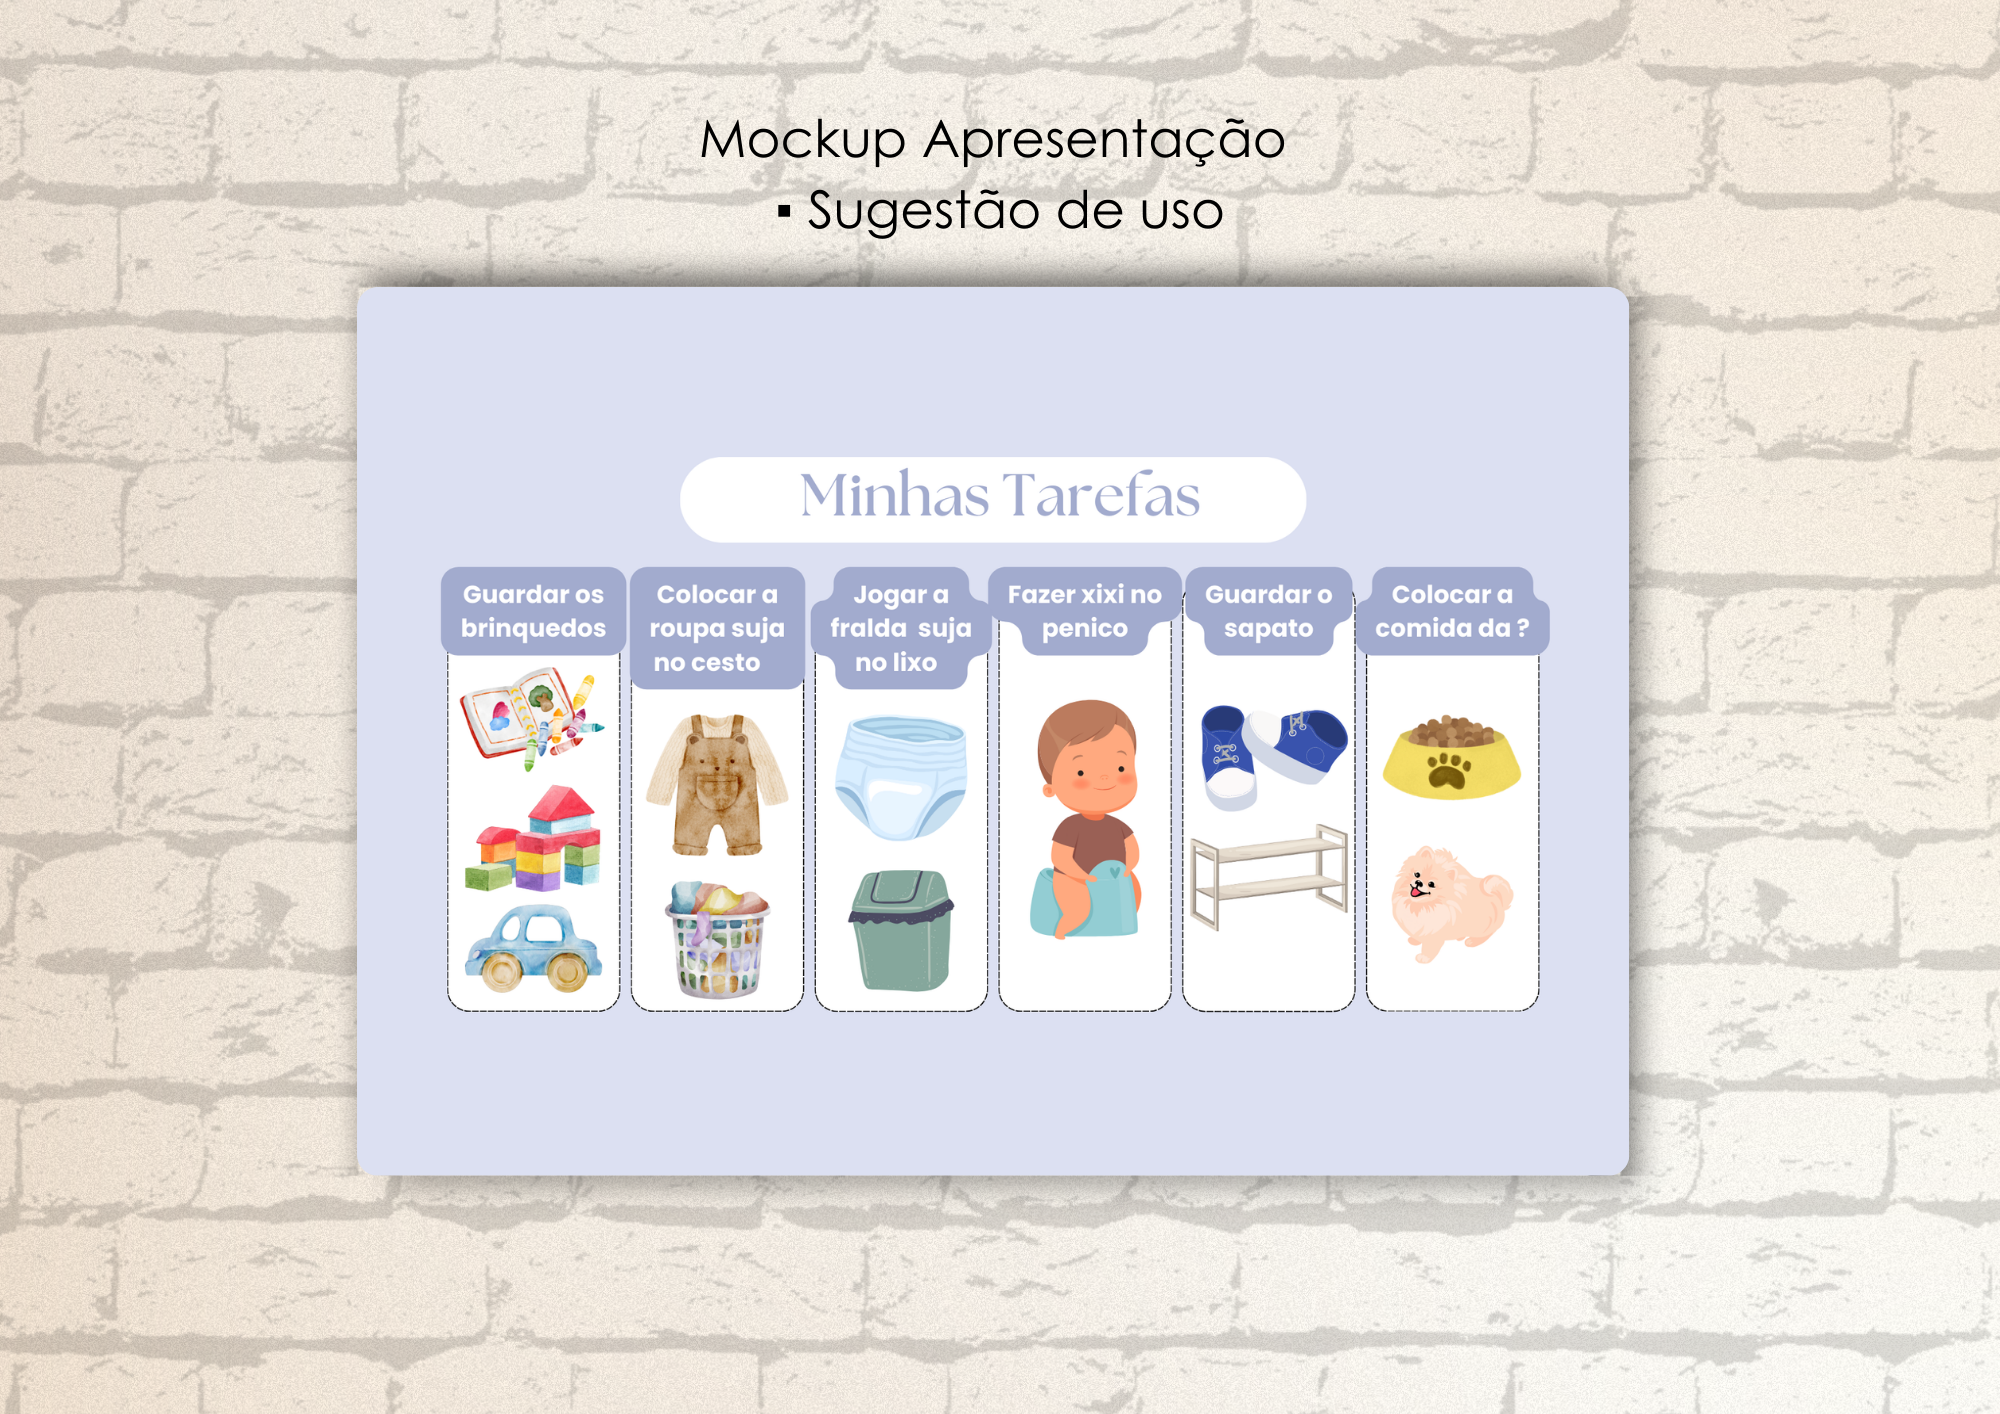 Mockup Apresentação
▪ Sugestão de uso
Minhas Tarefas
Guardar os
brinquedos
Colocar a
roupa suja
no cesto
Jogar a
fralda suja
no lixo
Fazer xixi no
penico
Guardar o
sapato
Colocar a
comida da ?